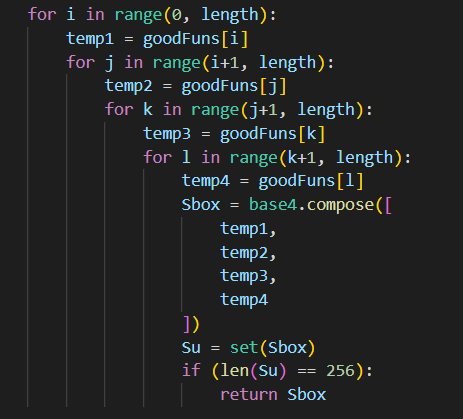 for i in range(0, length):
    temp1 = goodFuns[i]
    for j in range(i+1, length):
        temp2 = goodFuns[j]
        for k in range(j+1, length):
            temp3 = goodFuns[k]
            for l in range(k+1, length):
                temp4 = goodFuns[l]
                Sbox = base4.compose([
                    temp1,
                    temp2,
                    temp3,
                    temp4
                ])
                Su = set(Sbox)
                if (len(Su) == 256):
                    return Sbox